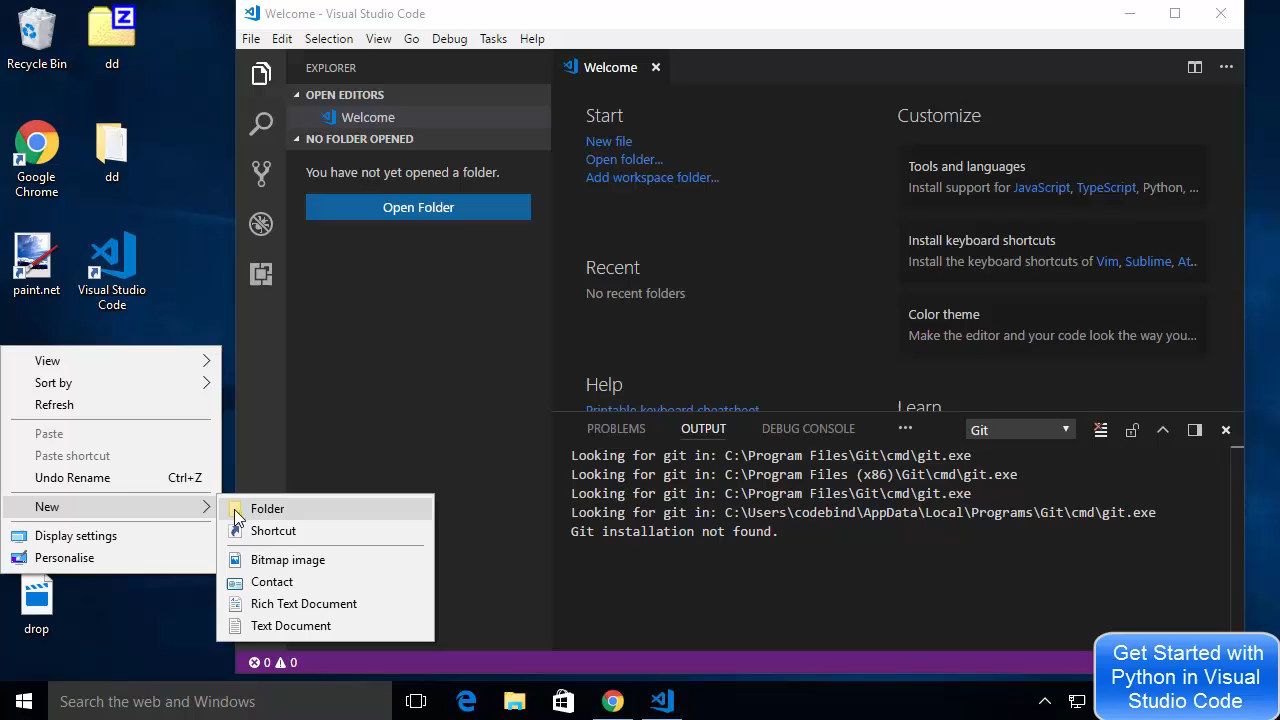 Recycle Bin
dd
Google
Chrome
dd
paint.net
Visual Studio
Code
drop
Welcome - Visual Studio Code
File Edit Selection View Go Debug Tasks Help
EXPLORER
OPEN EDITORS
Welcome
NO FOLDER OPENED
You have not yet opened a folder.
Open Folder
Welcome
Start
New file
Open folder...
Add workspace folder...
Recent
No recent folders
Help
Printable keyboard cheatsheet
Customize
Tools and languages
Install support for JavaScript, TypeScript, Python, ...
Install keyboard shortcuts
Install the keyboard shortcuts of Vim, Sublime, At...
Color theme
Make the editor and your code look the way you...
Learn
PROBLEMS OUTPUT DEBUG CONSOLE ... Git
Looking for git in: C:\Program Files\Git\cmd\git.exe
Looking for git in: C:\Program Files (x86)\Git\cmd\git.exe
Looking for git in: C:\Program Files\Git\cmd\git.exe
Looking for git in: C:\Users\codebind\AppData\Local\Programs\Git\cmd\git.exe
Git installation not found.
View
Sort by
Refresh
Paste
Paste shortcut
Undo Rename Ctrl+Z
New
Display settings
Personalise
Folder
Shortcut
Bitmap image
Contact
Rich Text Document
Text Document
0 0
Search the web and Windows
Get Started with
Python in Visual
Studio Code